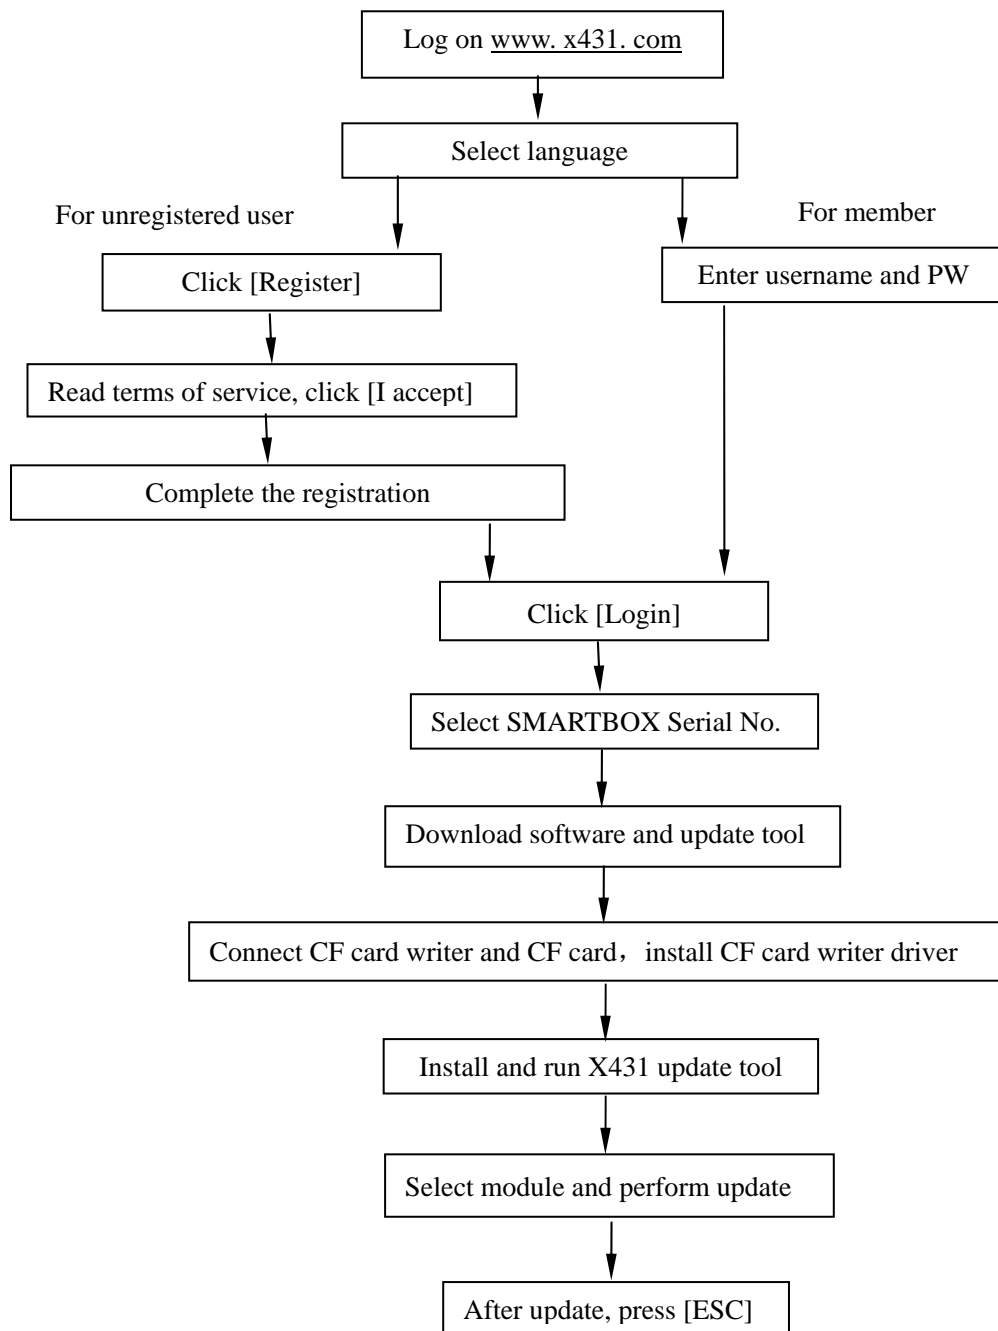 Log on www. x431. com
Select language
For unregistered user
For member
Click [Register]
Enter username and PW
Read terms of service, click [I accept]
Complete the registration
Click [Login]
Select SMARTBOX Serial No.
Download software and update tool
Connect CF card writer and CF card，install CF card writer driver
Install and run X431 update tool
Select module and perform update
After update, press [ESC]